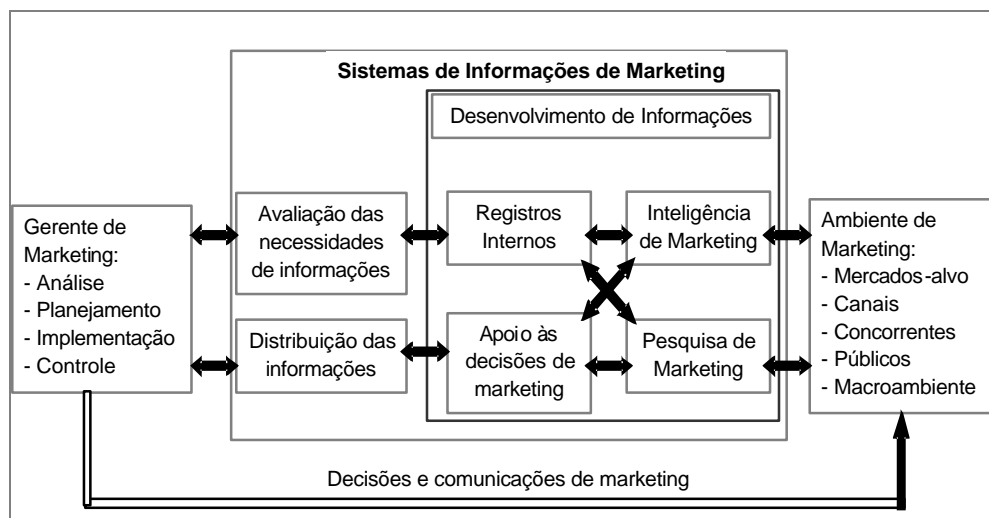 Sistemas de Informações de Marketing
Desenvolvimento de Informações
Gerente de
Marketing:
- Análise
- Planejamento
- Implementação
- Controle
Avaliação das
necessidades
de informações
Distribuição das
informações
Registros
Internos
Inteligência
de Marketing
Apoio às
decisões de
marketing
Pesquisa de
Marketing
Ambiente de
Marketing:
- Mercados-alvo
- Canais
- Concorrentes
- Públicos
- Macroambiente
Decisões e comunicações de marketing